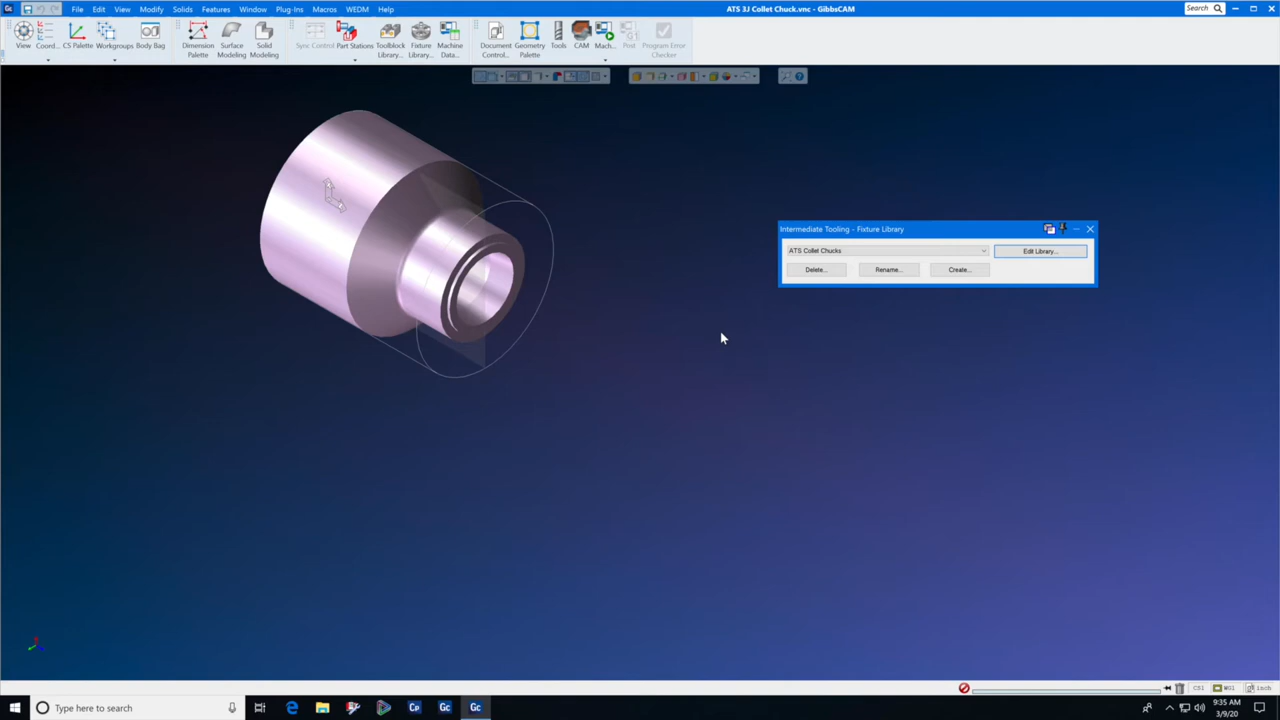 File Edit View Modify Solids Features Window Plug-Ins Macros WEDM Help
ATS 3J Collet Chuck.vnc - GibbsCAM
Search
View Coord... CS Palette Workgroups Body Bag
Dimension Palette
Surface Modeling
Solid Modeling
Sync Control Part Stations
Toolblock Library...
Fixture Library...
Machine Data...
Document Control...
Geometry Palette
Tools CAM Mach... Post
Program Error Checker
Intermediate Tooling - Fixture Library
ATS Collet Chucks
Edit Library...
Delete... Rename... Create...
CS1 WG1 inch
Type here to search
9:35 AM
3/9/20